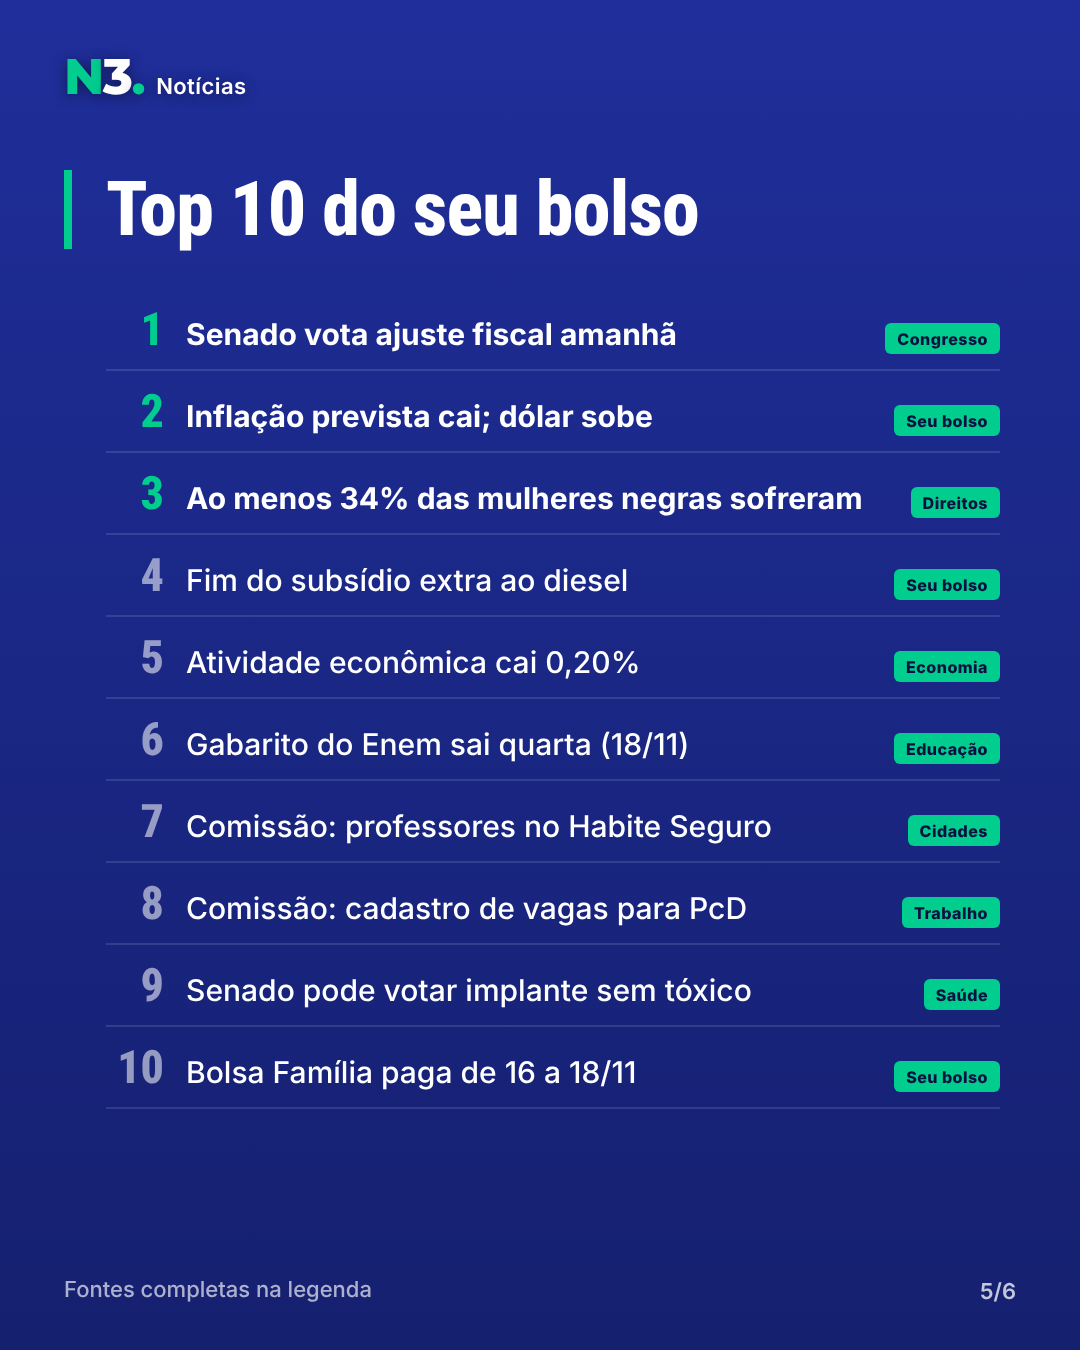 N3. Notícias
Top 10 do seu bolso
1 Senado vota ajuste fiscal amanhã Congresso
2 Inflação prevista cai; dólar sobe Seu bolso
3 Ao menos 34% das mulheres negras sofreram Direitos
4 Fim do subsídio extra ao diesel Seu bolso
5 Atividade econômica cai 0,20% Economia
6 Gabarito do Enem sai quarta (18/11) Educação
7 Comissão: professores no Habite Seguro Cidades
8 Comissão: cadastro de vagas para PcD Trabalho
9 Senado pode votar implante sem tóxico Saúde
10 Bolsa Família paga de 16 a 18/11 Seu bolso
Fontes completas na legenda 5/6